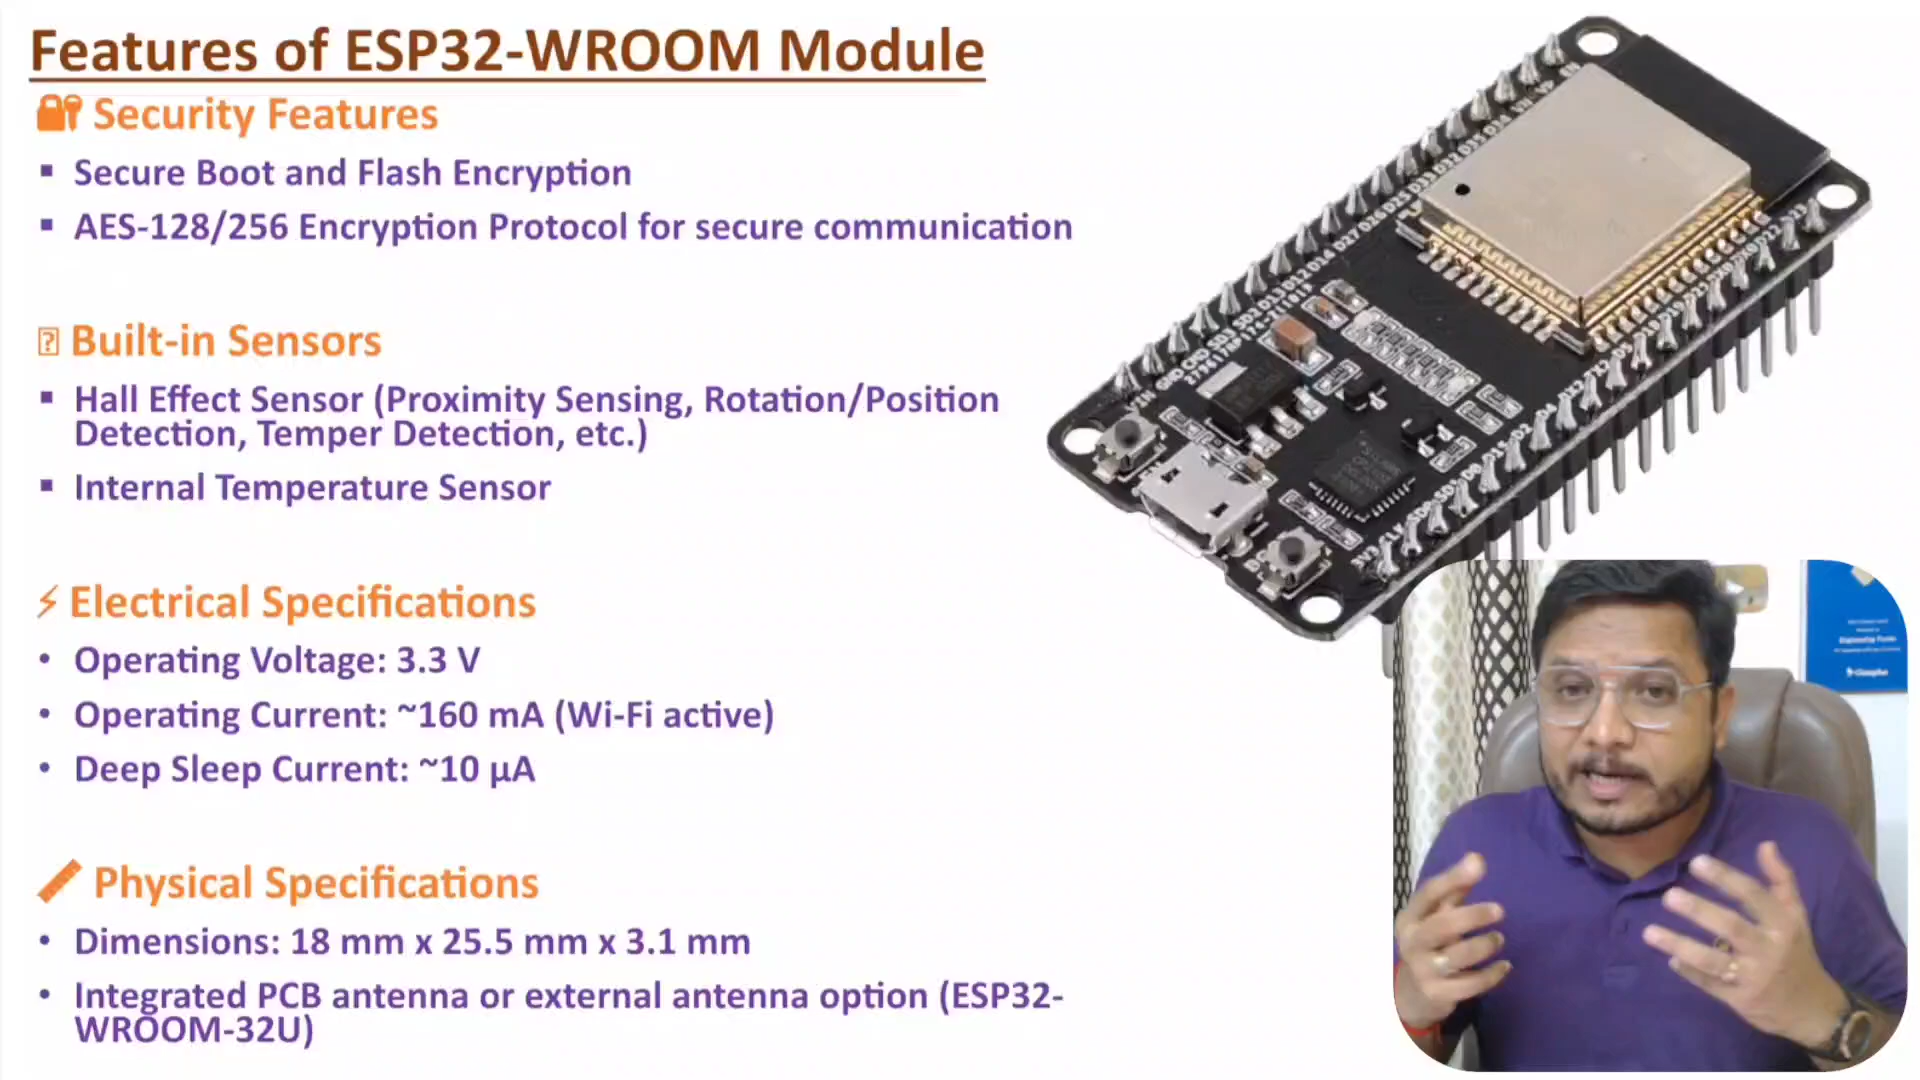 Features of ESP32-WROOM Module
Security Features
▪ Secure Boot and Flash Encryption
▪ AES-128/256 Encryption Protocol for secure communication
Built-in Sensors
▪ Hall Effect Sensor (Proximity Sensing, Rotation/Position
Detection, Temper Detection, etc.)
▪ Internal Temperature Sensor
⚡ Electrical Specifications
• Operating Voltage: 3.3 V
• Operating Current: ~160 mA (Wi-Fi active)
• Deep Sleep Current: ~10 µA
Physical Specifications
• Dimensions: 18 mm x 25.5 mm x 3.1 mm
• Integrated PCB antenna or external antenna option (ESP32-
WROOM-32U)